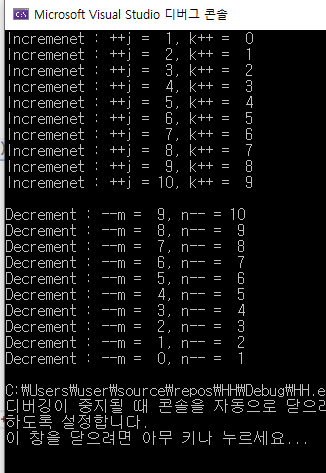 Microsoft Visual Studio 디버그 콘솔
Incremenet : ++j =  1, k++ =  0
Incremenet : ++j =  2, k++ =  1
Incremenet : ++j =  3, k++ =  2
Incremenet : ++j =  4, k++ =  3
Incremenet : ++j =  5, k++ =  4
Incremenet : ++j =  6, k++ =  5
Incremenet : ++j =  7, k++ =  6
Incremenet : ++j =  8, k++ =  7
Incremenet : ++j =  9, k++ =  8
Incremenet : ++j = 10, k++ =  9
Decrement : --m =  9, n-- = 10
Decrement : --m =  8, n-- =  9
Decrement : --m =  7, n-- =  8
Decrement : --m =  6, n-- =  7
Decrement : --m =  5, n-- =  6
Decrement : --m =  4, n-- =  5
Decrement : --m =  3, n-- =  4
Decrement : --m =  2, n-- =  3
Decrement : --m =  1, n-- =  2
Decrement : --m =  0, n-- =  1
C:₩Users₩user₩source₩repos₩HH₩Debug₩HH.e
디버깅이 중지될 때 콘솔을 자동으로 닫으려
하도록 설정합니다.
이 창을 닫으려면 아무 키나 누르세요...